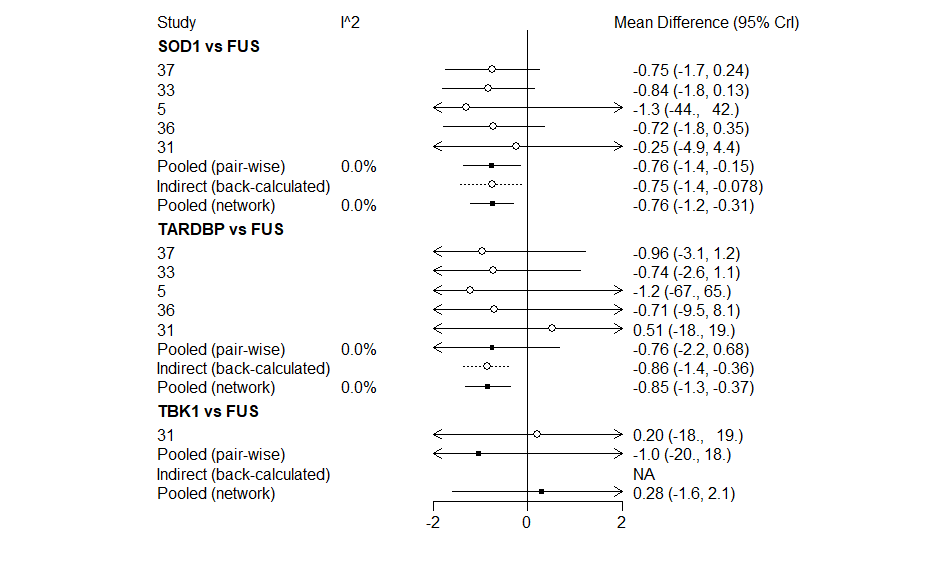 Study I^2 Mean Difference (95% CrI)
SOD1 vs FUS
37 -0.75 (-1.7, 0.24)
33 -0.84 (-1.8, 0.13)
5 -1.3 (-44., 42.)
36 -0.72 (-1.8, 0.35)
31 -0.25 (-4.9, 4.4)
Pooled (pair-wise) 0.0% -0.76 (-1.4, -0.15)
Indirect (back-calculated) -0.75 (-1.4, -0.078)
Pooled (network) 0.0% -0.76 (-1.2, -0.31)
TARDBP vs FUS
37 -0.96 (-3.1, 1.2)
33 -0.74 (-2.6, 1.1)
5 -1.2 (-67., 65.)
36 -0.71 (-9.5, 8.1)
31 0.51 (-18., 19.)
Pooled (pair-wise) 0.0% -0.76 (-2.2, 0.68)
Indirect (back-calculated) -0.86 (-1.4, -0.36)
Pooled (network) 0.0% -0.85 (-1.3, -0.37)
TBK1 vs FUS
31 0.20 (-18., 19.)
Pooled (pair-wise) -1.0 (-20., 18.)
Indirect (back-calculated) NA
Pooled (network) 0.28 (-1.6, 2.1)
-2 0 2